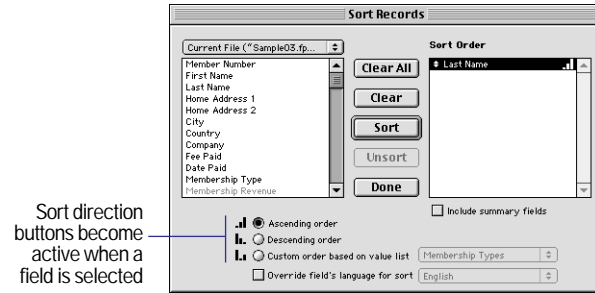 Sort Records
Current File ("Sample03.fp...
Member Number
First Name
Last Name
Home Address 1
Home Address 2
City
Country
Company
Fee Paid
Date Paid
Membership Type
Membership Revenue
Clear All
Clear
Sort
Unsort
Done
Sort Order
Last Name
Include summary fields
Sort direction
buttons become
active when a
field is selected
Ascending order
Descending order
Custom order based on value list
Membership Types
Override field's language for sort
English